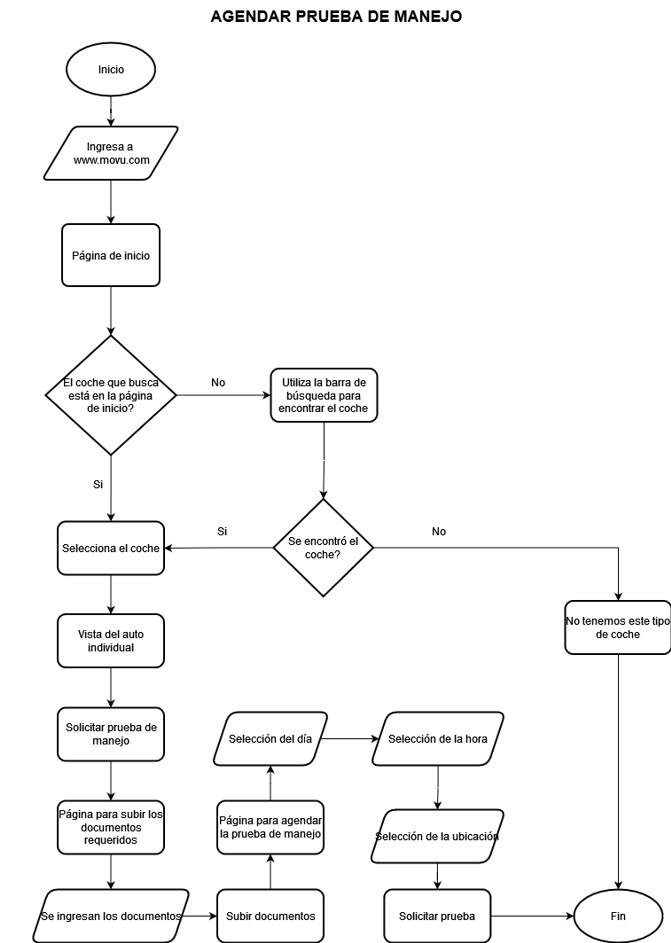 AGENDAR PRUEBA DE MANEJO
Inicio
Ingresa a
www.movu.com
Página de inicio
El coche que busca
está en la página
de inicio?
No
Utiliza la barra de
búsqueda para
encontrar el coche
Si
Selecciona el coche
Si
Se encontró el
coche?
No
No tenemos este tipo
de coche
Vista del auto
individual
Solicitar prueba de
manejo
Página para subir los
documentos
requeridos
Se ingresan los documentos
Subir documentos
Página para agendar
la prueba de manejo
Selección del día
Selección de la hora
Selección de la ubicación
Solicitar prueba
Fin